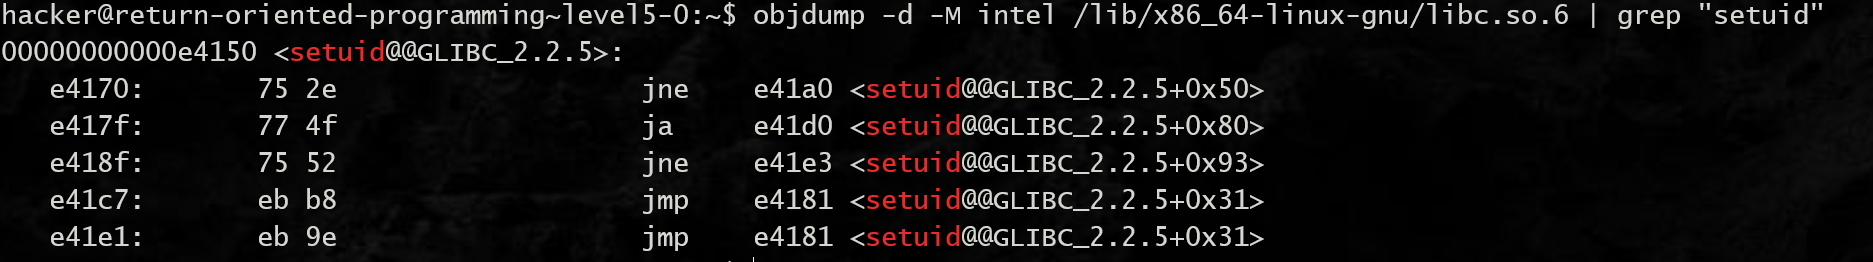 hacker@return-oriented-programming~level5-0:~$ objdump -d -M intel /lib/x86_64-linux-gnu/libc.so.6 | grep "setuid"
00000000000e4150 <setuid@@GLIBC_2.2.5>:
   e4170:       75 2e                   jne    e41a0 <setuid@@GLIBC_2.2.5+0x50>
   e417f:       77 4f                   ja     e41d0 <setuid@@GLIBC_2.2.5+0x80>
   e418f:       75 52                   jne    e41e3 <setuid@@GLIBC_2.2.5+0x93>
   e41c7:       eb b8                   jmp    e4181 <setuid@@GLIBC_2.2.5+0x31>
   e41e1:       eb 9e                   jmp    e4181 <setuid@@GLIBC_2.2.5+0x31>